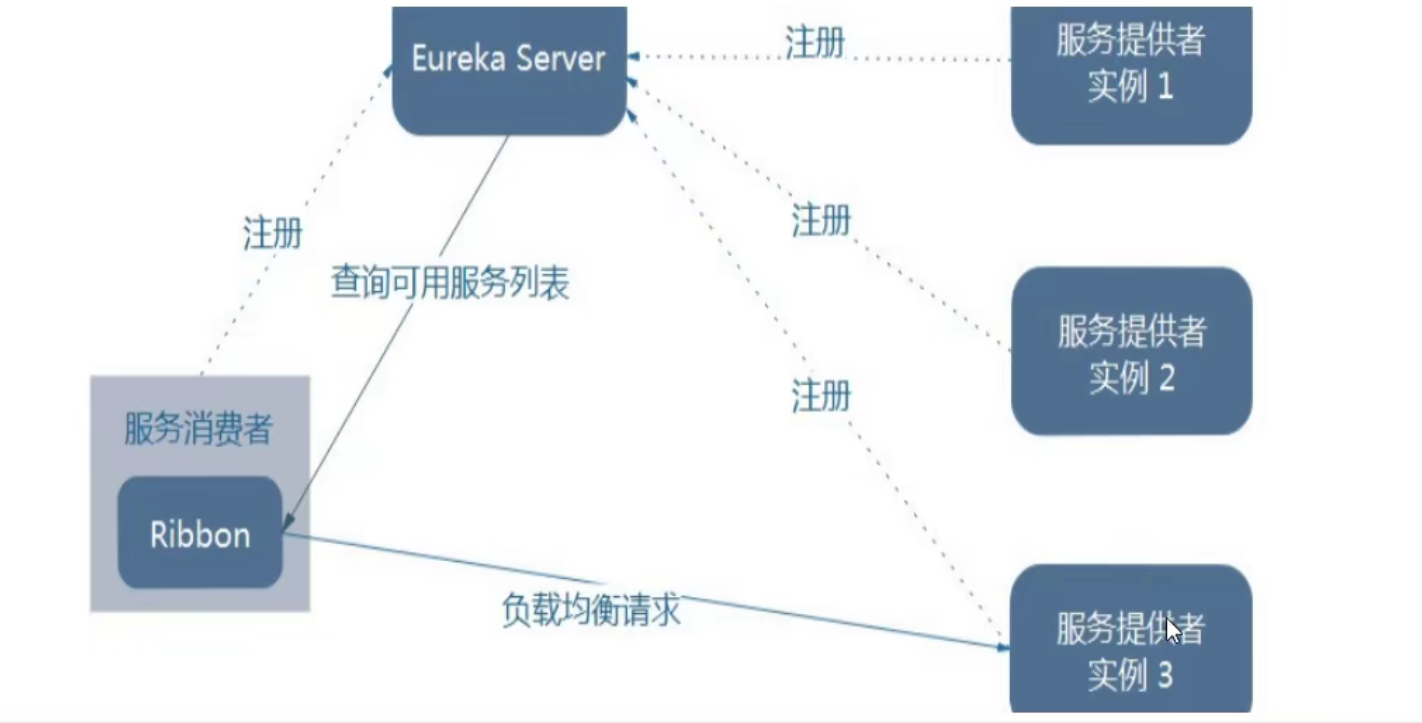 Eureka Server
注册
服务提供者
实例 1
注册
注册
查询可用服务列表
服务提供者
实例 2
注册
服务消费者
Ribbon
负载均衡请求
服务提供者
实例 3